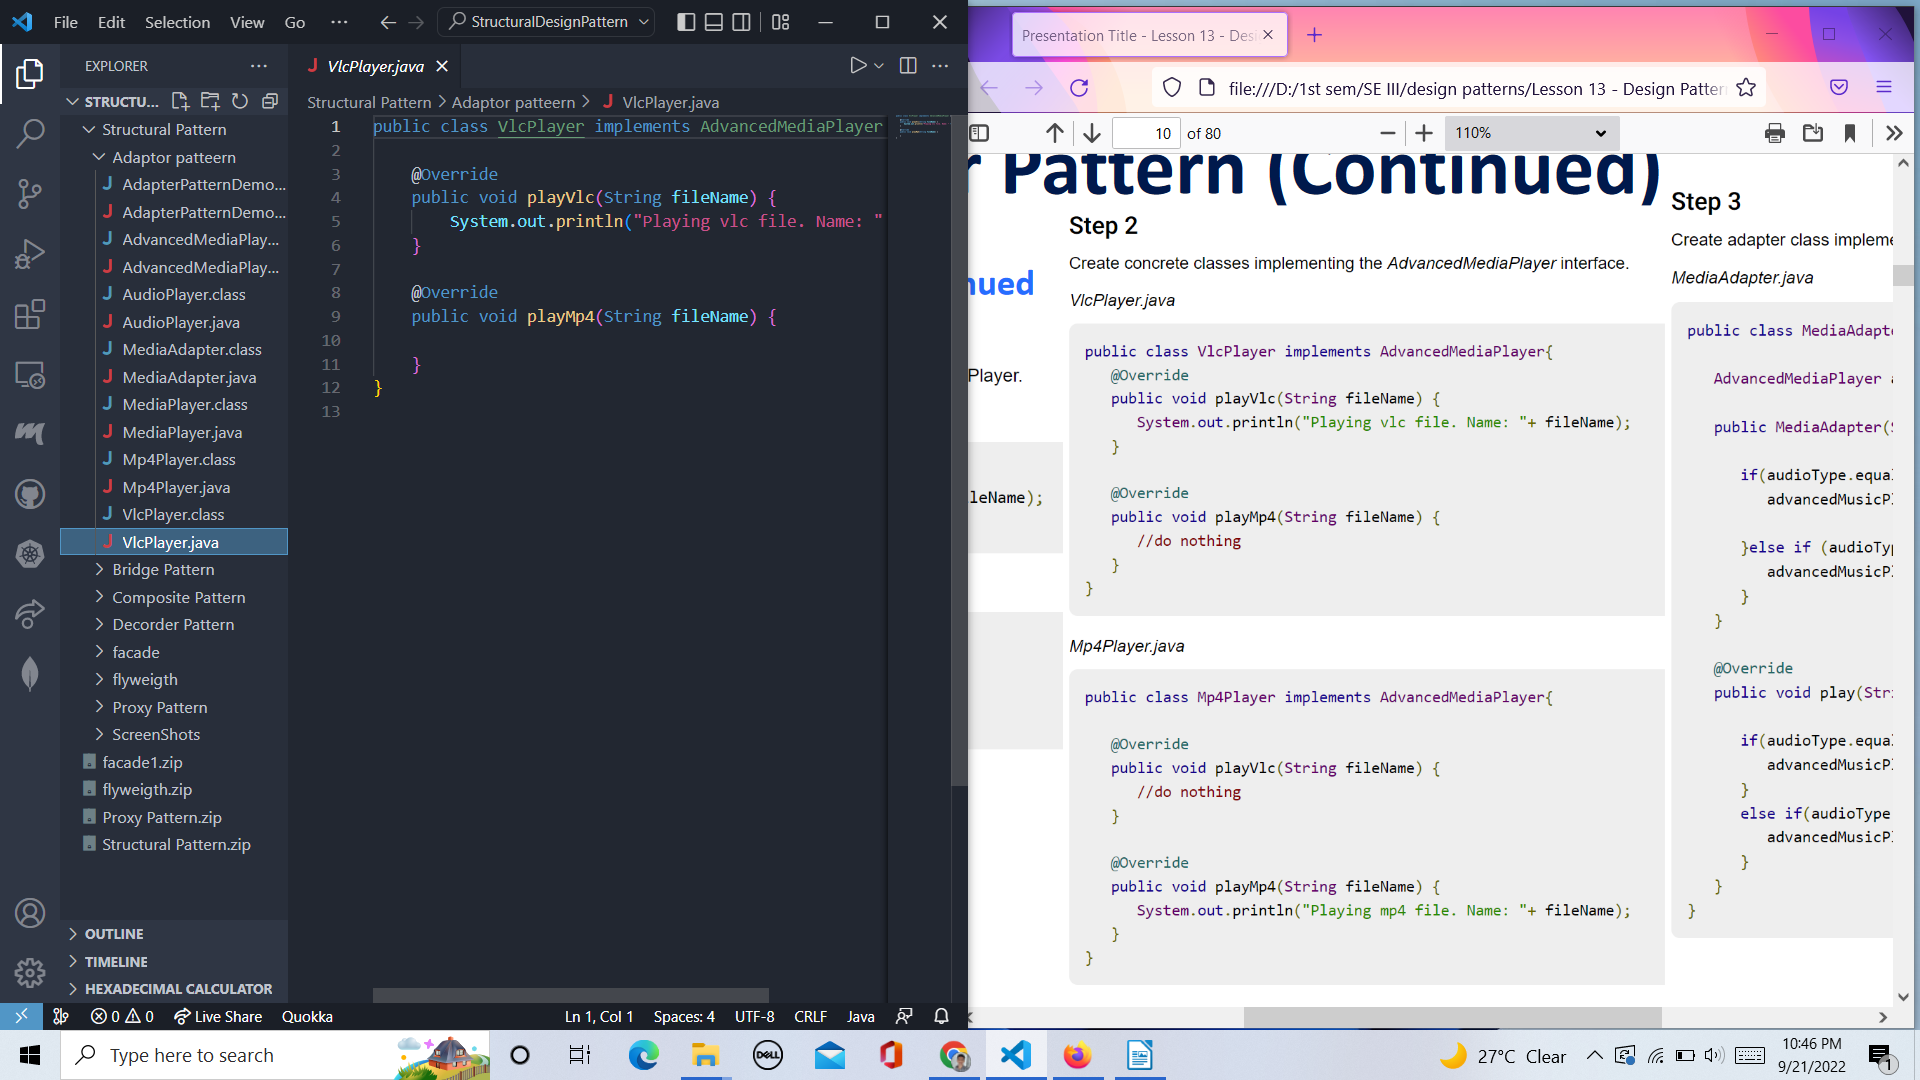 File Edit Selection View Go ··· StructuralDesignPattern
EXPLORER
STRUCTU...
Structural Pattern
Adaptor patteern
J AdapterPatternDemo...
J AdapterPatternDemo...
J AdvancedMediaPlay...
J AdvancedMediaPlay...
J AudioPlayer.class
J AudioPlayer.java
J MediaAdapter.class
J MediaAdapter.java
J MediaPlayer.class
J MediaPlayer.java
J Mp4Player.class
J Mp4Player.java
J VlcPlayer.class
J VlcPlayer.java
Bridge Pattern
Composite Pattern
Decorder Pattern
facade
flyweigth
Proxy Pattern
ScreenShots
facade1.zip
flyweigth.zip
Proxy Pattern.zip
Structural Pattern.zip
OUTLINE
TIMELINE
HEXADECIMAL CALCULATOR
J VlcPlayer.java
Structural Pattern > Adaptor patteern > J VlcPlayer.java
1 public class VlcPlayer implements AdvancedMediaPlayer
2
3 @Override
4 public void playVlc(String fileName) {
5 System.out.println("Playing vlc file. Name: "
6 }
7
8 @Override
9 public void playMp4(String fileName) {
10
11 }
12 }
13
0 0 Live Share Quokka Ln 1, Col 1 Spaces: 4 UTF-8 CRLF Java
Presentation Title - Lesson 13 - Des
file:///D:/1st sem/SE III/design patterns/Lesson 13 - Design Patter
10 of 80 110%
r Pattern (Continued)
nued
Player.
leName);
Step 2
Create concrete classes implementing the AdvancedMediaPlayer interface.
VlcPlayer.java
public class VlcPlayer implements AdvancedMediaPlayer{
@Override
public void playVlc(String fileName) {
System.out.println("Playing vlc file. Name: "+ fileName);
}
@Override
public void playMp4(String fileName) {
//do nothing
}
}
Mp4Player.java
public class Mp4Player implements AdvancedMediaPlayer{
@Override
public void playVlc(String fileName) {
//do nothing
}
@Override
public void playMp4(String fileName) {
System.out.println("Playing mp4 file. Name: "+ fileName);
}
}
Step 3
Create adapter class impleme
MediaAdapter.java
public class MediaAdapte
AdvancedMediaPlayer a
public MediaAdapter(S
if(audioType.equal
advancedMusicPl
}else if (audioTyp
advancedMusicPl
}
}
@Override
public void play(Stri
if(audioType.equal
advancedMusicPl
}
else if(audioType
advancedMusicPl
}
}
}
Type here to search
DELL
27°C Clear
10:46 PM
9/21/2022
1